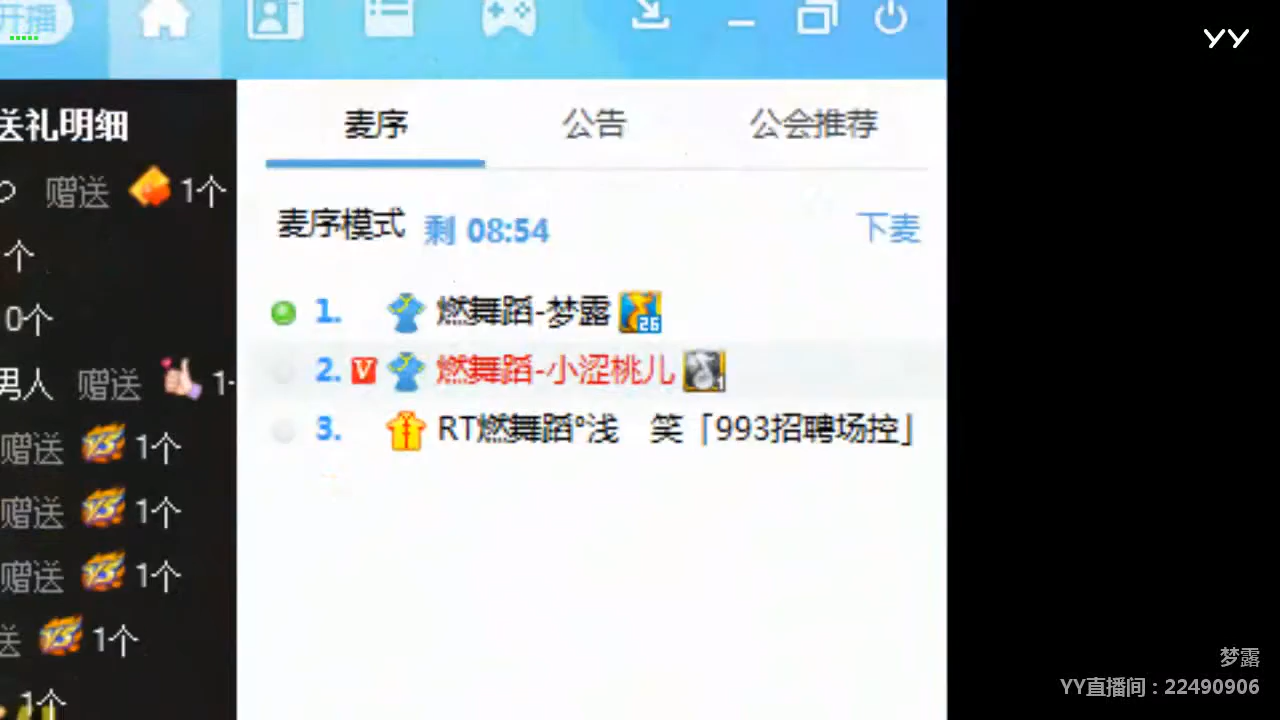 开播
YY
送礼明细
麦序
公告
公会推荐
赠送 1个
个
0个
男人 赠送 1
赠送 1个
赠送 1个
赠送 1个
送 1个
1个
麦序模式 剩 08:54 下麦
1. 燃舞蹈-梦露 26
2. V 燃舞蹈-小涩桃儿 1
3. RT燃舞蹈°浅 笑「993招聘场控」
梦露
YY直播间：22490906